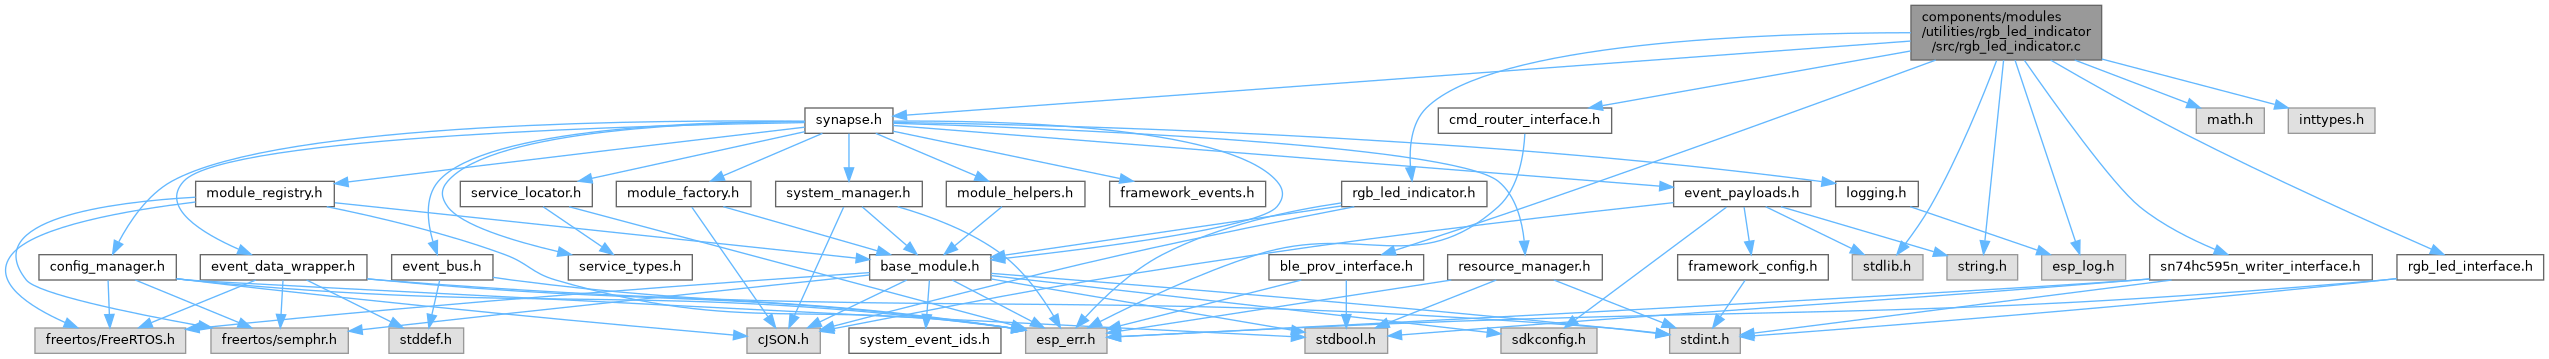 components/modules
/utilities/rgb_led_indicator
/src/rgb_led_indicator.c
synapse.h
cmd_router_interface.h
math.h
inttypes.h
module_registry.h
service_locator.h
module_factory.h
system_manager.h
module_helpers.h
framework_events.h
rgb_led_indicator.h
event_payloads.h
logging.h
config_manager.h
event_data_wrapper.h
event_bus.h
service_types.h
base_module.h
ble_prov_interface.h
resource_manager.h
framework_config.h
stdlib.h
string.h
esp_log.h
sn74hc595n_writer_interface.h
rgb_led_interface.h
freertos/FreeRTOS.h
freertos/semphr.h
stddef.h
cJSON.h
system_event_ids.h
esp_err.h
stdbool.h
sdkconfig.h
stdint.h